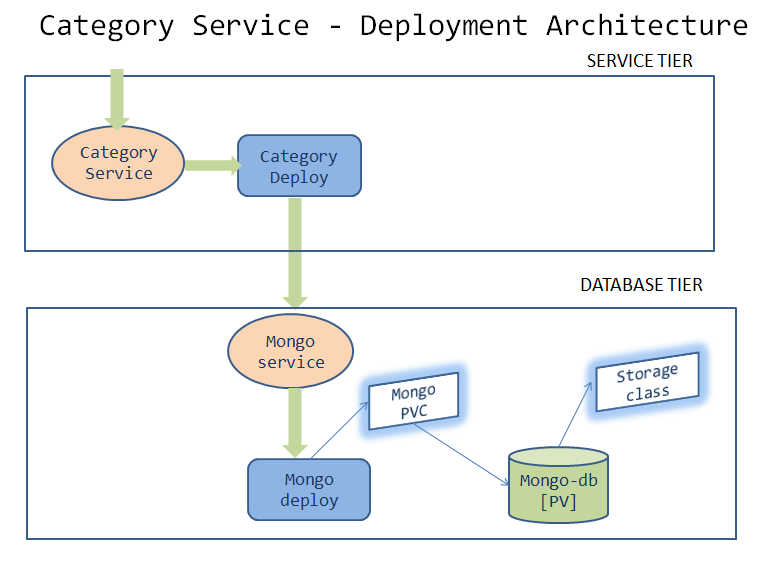 Category Service - Deployment Architecture
SERVICE TIER
Category
Service
Category
Deploy
DATABASE TIER
Mongo
service
Mongo
PVC
Storage
class
Mongo
deploy
Mongo-db
[PV]